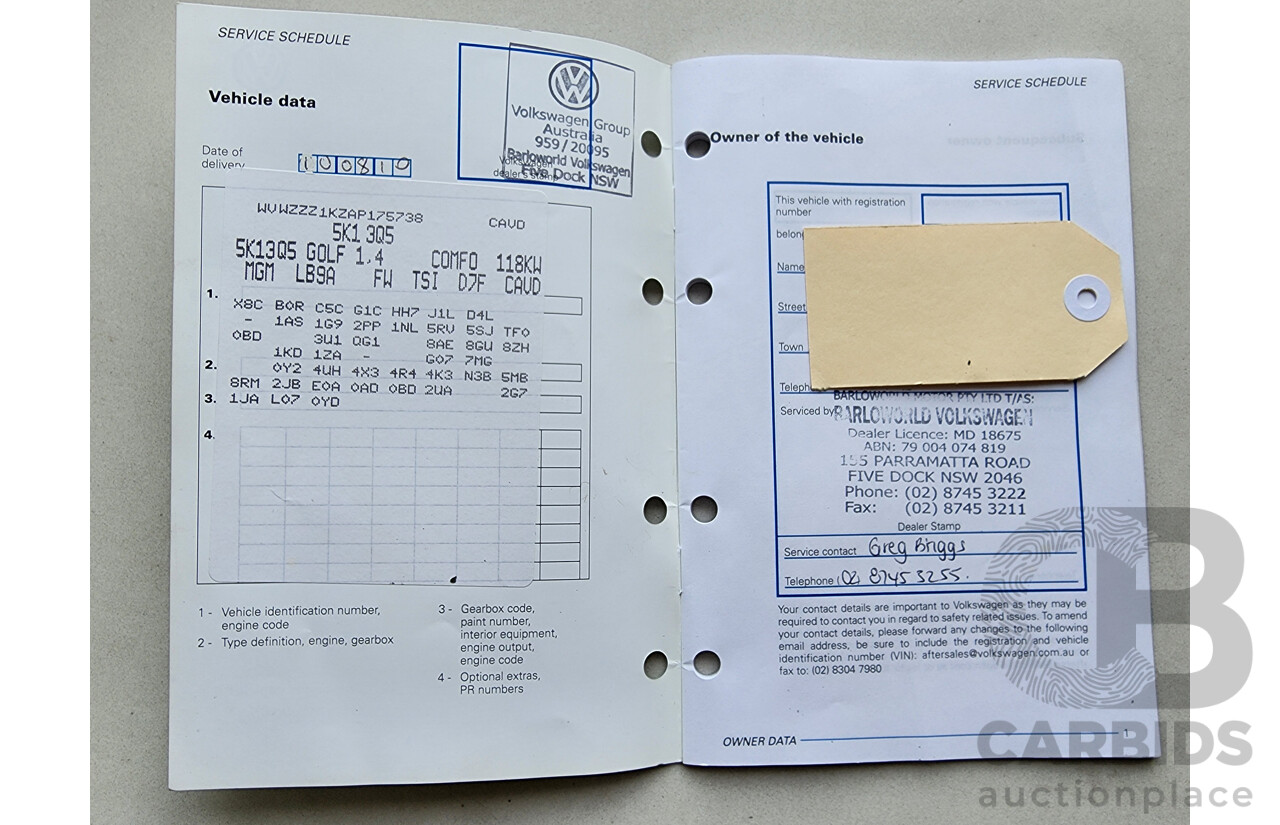 SERVICE SCHEDULE
Vehicle data
Volkswagen Group
Australia
959/20095
Barloworld Volkswagen
Five Dock NSW
Volkswagen
dealer's stamp
Date of
delivery
100810
WVWZZZ1KZAP175738 CAVD
5K1 3Q5
5K13Q5 GOLF 1,4 COMFO 118KW
MGM LB9A FW TSI D7F CAVD
1.
X8C B0R C5C G1C HH7 J1L D4L
- 1AS 1G9 2PP 1NL 5RV 5SJ TF0
0BD 3U1 QG1 8AE 8GU 8ZH
1KD 1ZA - G07 7MG
2.
0Y2 4UH 4X3 4R4 4K3 N3B 5MB
8RM 2JB E0A 0AD 0BD 2UA 2G7
3. 1JA L07 0YD
4.
1 - Vehicle identification number,
engine code
2 - Type definition, engine, gearbox
3 - Gearbox code,
paint number,
interior equipment,
engine output,
engine code
4 - Optional extras,
PR numbers
SERVICE SCHEDULE
Owner of the vehicle
This vehicle with registration
number
belon
Name
Street
Town
Teleph
BARLOWORLD MOTOR PTY LTD T/AS:
Serviced by BARLOWORLD VOLKSWAGEN
Dealer Licence: MD 18675
ABN: 79 004 074 819
155 PARRAMATTA ROAD
FIVE DOCK NSW 2046
Phone: (02) 8745 3222
Fax: (02) 8745 3211
Dealer Stamp
Service contact Greg Briggs
Telephone (02) 8745 3255.
Your contact details are important to Volkswagen as they may be
required to contact you in regard to safety related issues. To amend
your contact details, please forward any changes to the following
email address, be sure to include the registration and vehicle
identification number (VIN): aftersales@volkswagen.com.au or
fax to: (02) 8304 7980
OWNER DATA 1
CARBIDS
auctionplace